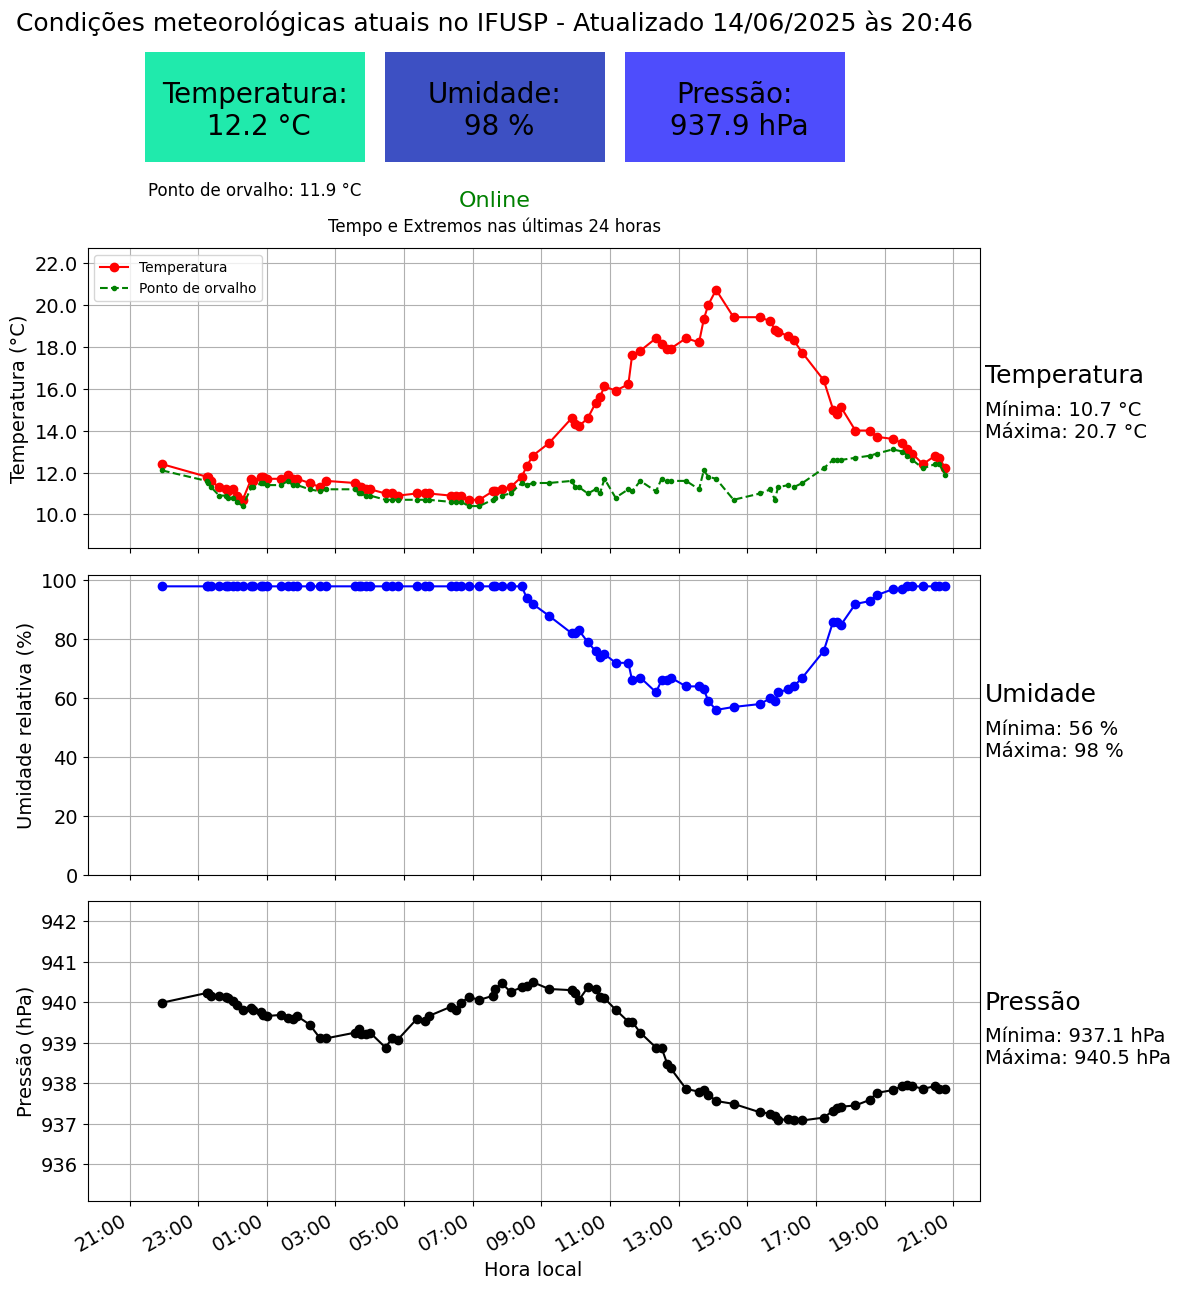 Condições meteorológicas atuais no IFUSP - Atualizado 14/06/2025 às 20:46
Temperatura:
12.2 °C
Umidade:
98 %
Pressão:
937.9 hPa
Ponto de orvalho: 11.9 °C
Online
Tempo e Extremos nas últimas 24 horas
Temperatura (°C)
22.0
20.0
18.0
16.0
14.0
12.0
10.0
Temperatura
Ponto de orvalho
Temperatura
Mínima: 10.7 °C
Máxima: 20.7 °C
Umidade relativa (%)
100
80
60
40
20
0
Umidade
Mínima: 56 %
Máxima: 98 %
Pressão (hPa)
942
941
940
939
938
937
936
Pressão
Mínima: 937.1 hPa
Máxima: 940.5 hPa
21:00 23:00 01:00 03:00 05:00 07:00 09:00 11:00 13:00 15:00 17:00 19:00 21:00
Hora local